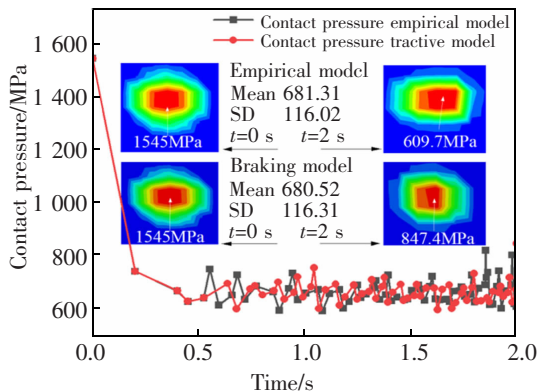 Contact pressure empirical model
Contact pressure tractive model
Contact pressure/MPa
1 600
1 400
1 200
1 000
800
600
Empirical modcl
Mean 681.31
SD 116.02
t=0 s t=2 s
1545MPa
609.7MPa
Braking model
Mean 680.52
SD 116.31
t=0 s t=2 s
1545MPa
847.4MPa
0.0 0.5 1.0 1.5 2.0
Time/s